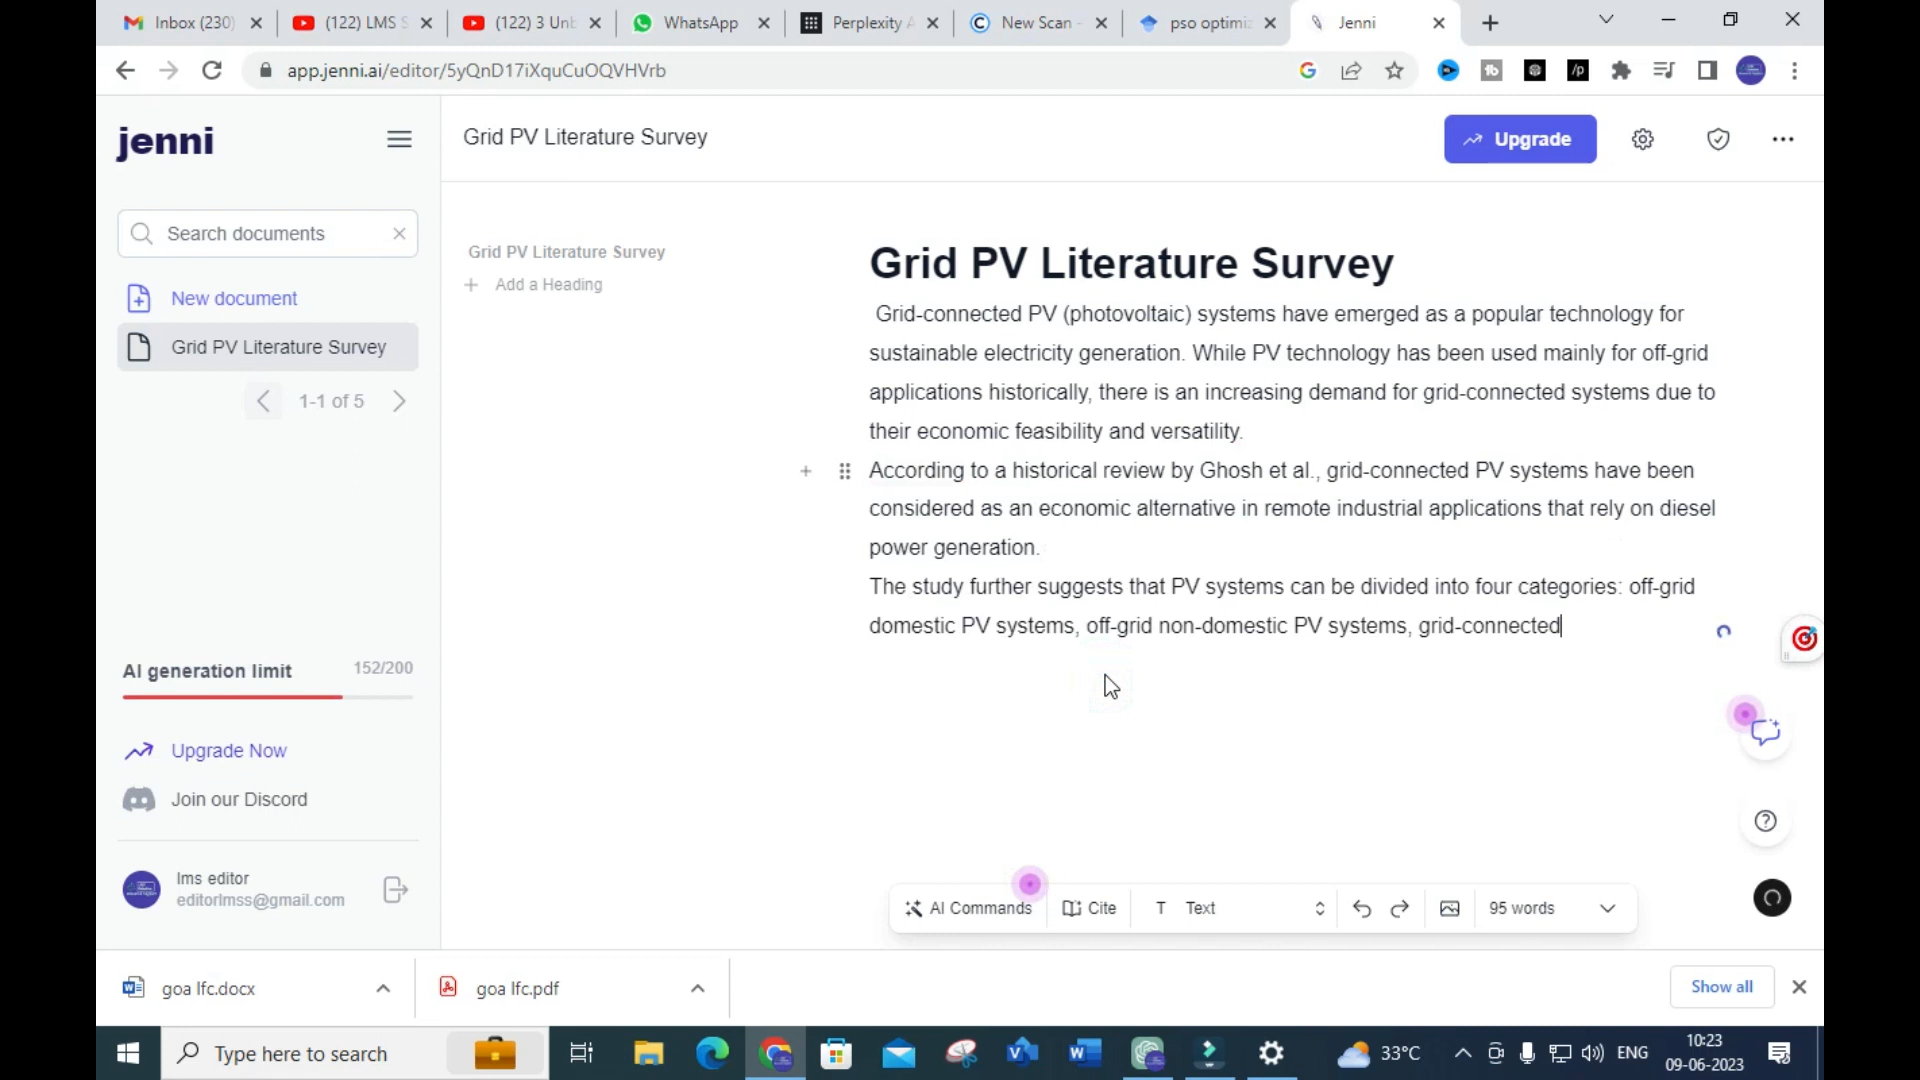 Inbox (230)
(122) LMS S
(122) 3 Unb
WhatsApp
Perplexity A
New Scan -
pso optimiz
Jenni
app.jenni.ai/editor/5yQnD17iXquCuOQVHVrb
jenni
Grid PV Literature Survey
Upgrade
Search documents
New document
Grid PV Literature Survey
1-1 of 5
Grid PV Literature Survey
Add a Heading
Grid PV Literature Survey
Grid-connected PV (photovoltaic) systems have emerged as a popular technology for
sustainable electricity generation. While PV technology has been used mainly for off-grid
applications historically, there is an increasing demand for grid-connected systems due to
their economic feasibility and versatility.
According to a historical review by Ghosh et al., grid-connected PV systems have been
considered as an economic alternative in remote industrial applications that rely on diesel
power generation.
The study further suggests that PV systems can be divided into four categories: off-grid
domestic PV systems, off-grid non-domestic PV systems, grid-connected
AI generation limit
152/200
Upgrade Now
Join our Discord
lms editor
editorlmss@gmail.com
AI Commands
Cite
T Text
95 words
goa lfc.docx
goa lfc.pdf
Show all
Type here to search
33°C
ENG
10:23
09-06-2023